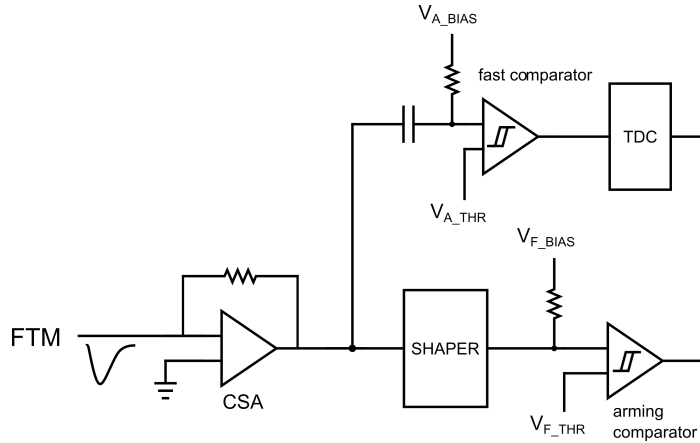 V_A_BIAS
fast comparator
TDC
V_A_THR
V_F_BIAS
FTM
SHAPER
CSA
V_F_THR
arming
comparator